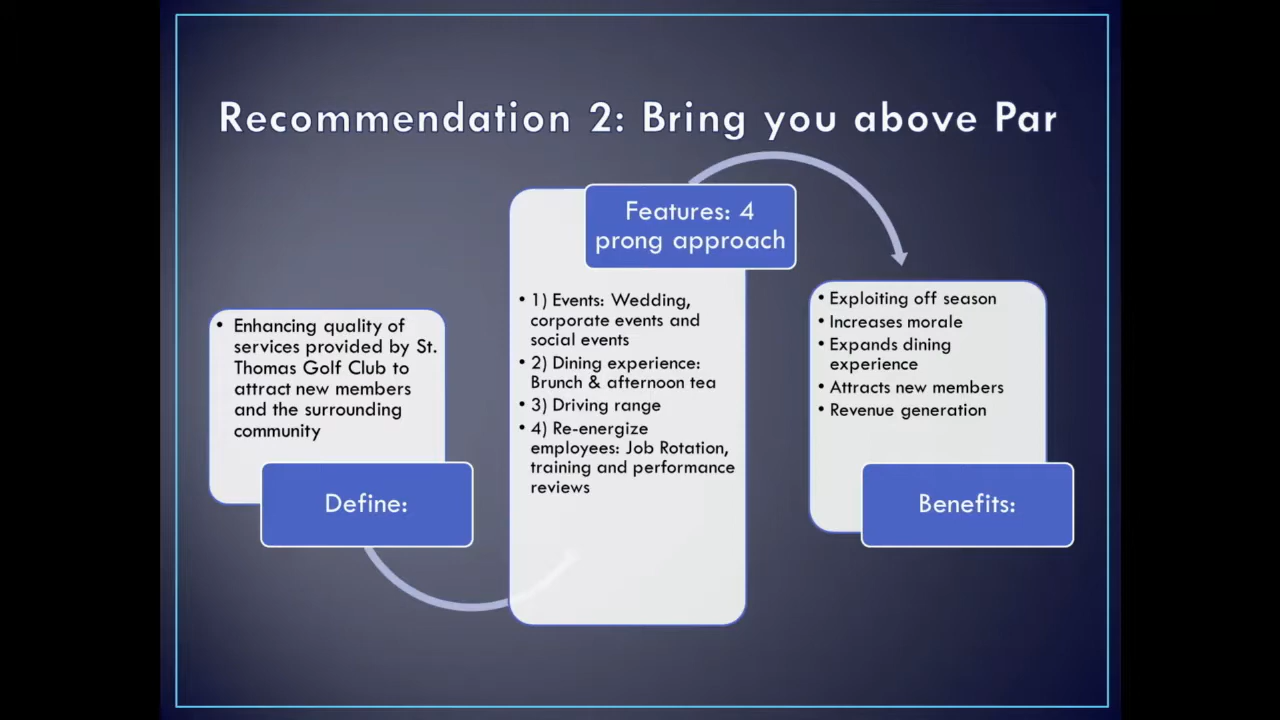 Recommendation 2: Bring you above Par
• Enhancing quality of
services provided by St.
Thomas Golf Club to
attract new members
and the surrounding
community
Define:
Features: 4
prong approach
• 1) Events: Wedding,
corporate events and
social events
• 2) Dining experience:
Brunch & afternoon tea
• 3) Driving range
• 4) Re-energize
employees: Job Rotation,
training and performance
reviews
• Exploiting off season
• Increases morale
• Expands dining
experience
• Attracts new members
• Revenue generation
Benefits: